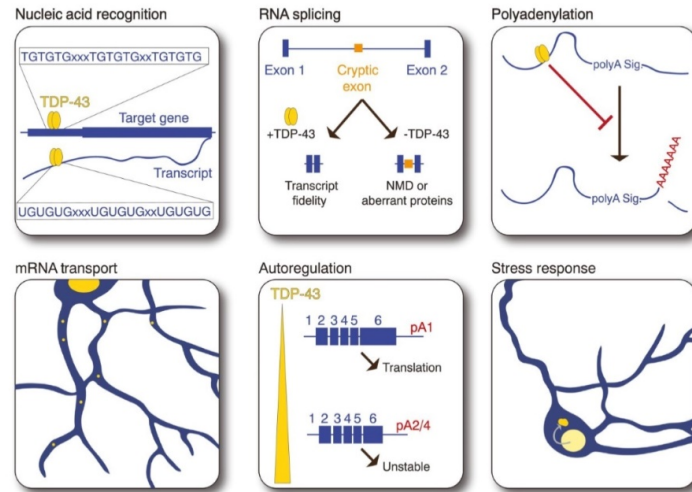 Nucleic acid recognition
TGTGTGxxxTGTGTGxxTGTGTG
TDP-43
Target gene
Transcript
UGUGUGxxxUGUGUGxxUGUGUG
RNA splicing
Exon 1
Cryptic
exon
Exon 2
+TDP-43
-TDP-43
Transcript
fidelity
NMD or
aberrant proteins
Polyadenylation
polyA Sig.
AAAAAAA
polyA Sig.
mRNA transport
Autoregulation
TDP-43
1 2 3 4 5 6
pA1
Translation
1 2 3 4 5 6
pA2/4
Unstable
Stress response